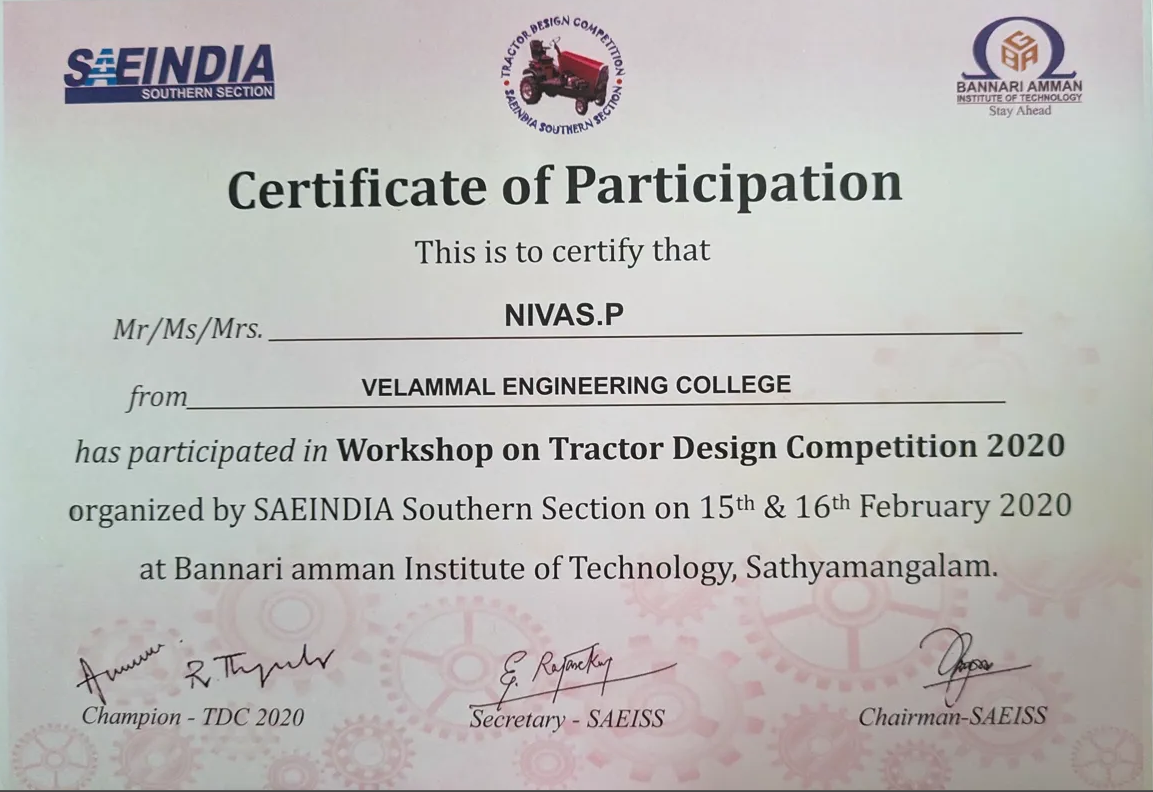 SAEINDIA
SOUTHERN SECTION
TRACTOR DESIGN COMPETITION
SAEINDIA SOUTHERN SECTION
GBA
BANNARI AMMAN
INSTITUTE OF TECHNOLOGY
Stay Ahead
Certificate of Participation
This is to certify that
Mr/Ms/Mrs. NIVAS.P
from VELAMMAL ENGINEERING COLLEGE
has participated in Workshop on Tractor Design Competition 2020
organized by SAEINDIA Southern Section on 15th & 16th February 2020
at Bannari amman Institute of Technology, Sathyamangalam.
Champion - TDC 2020
Secretary - SAEISS
Chairman-SAEISS